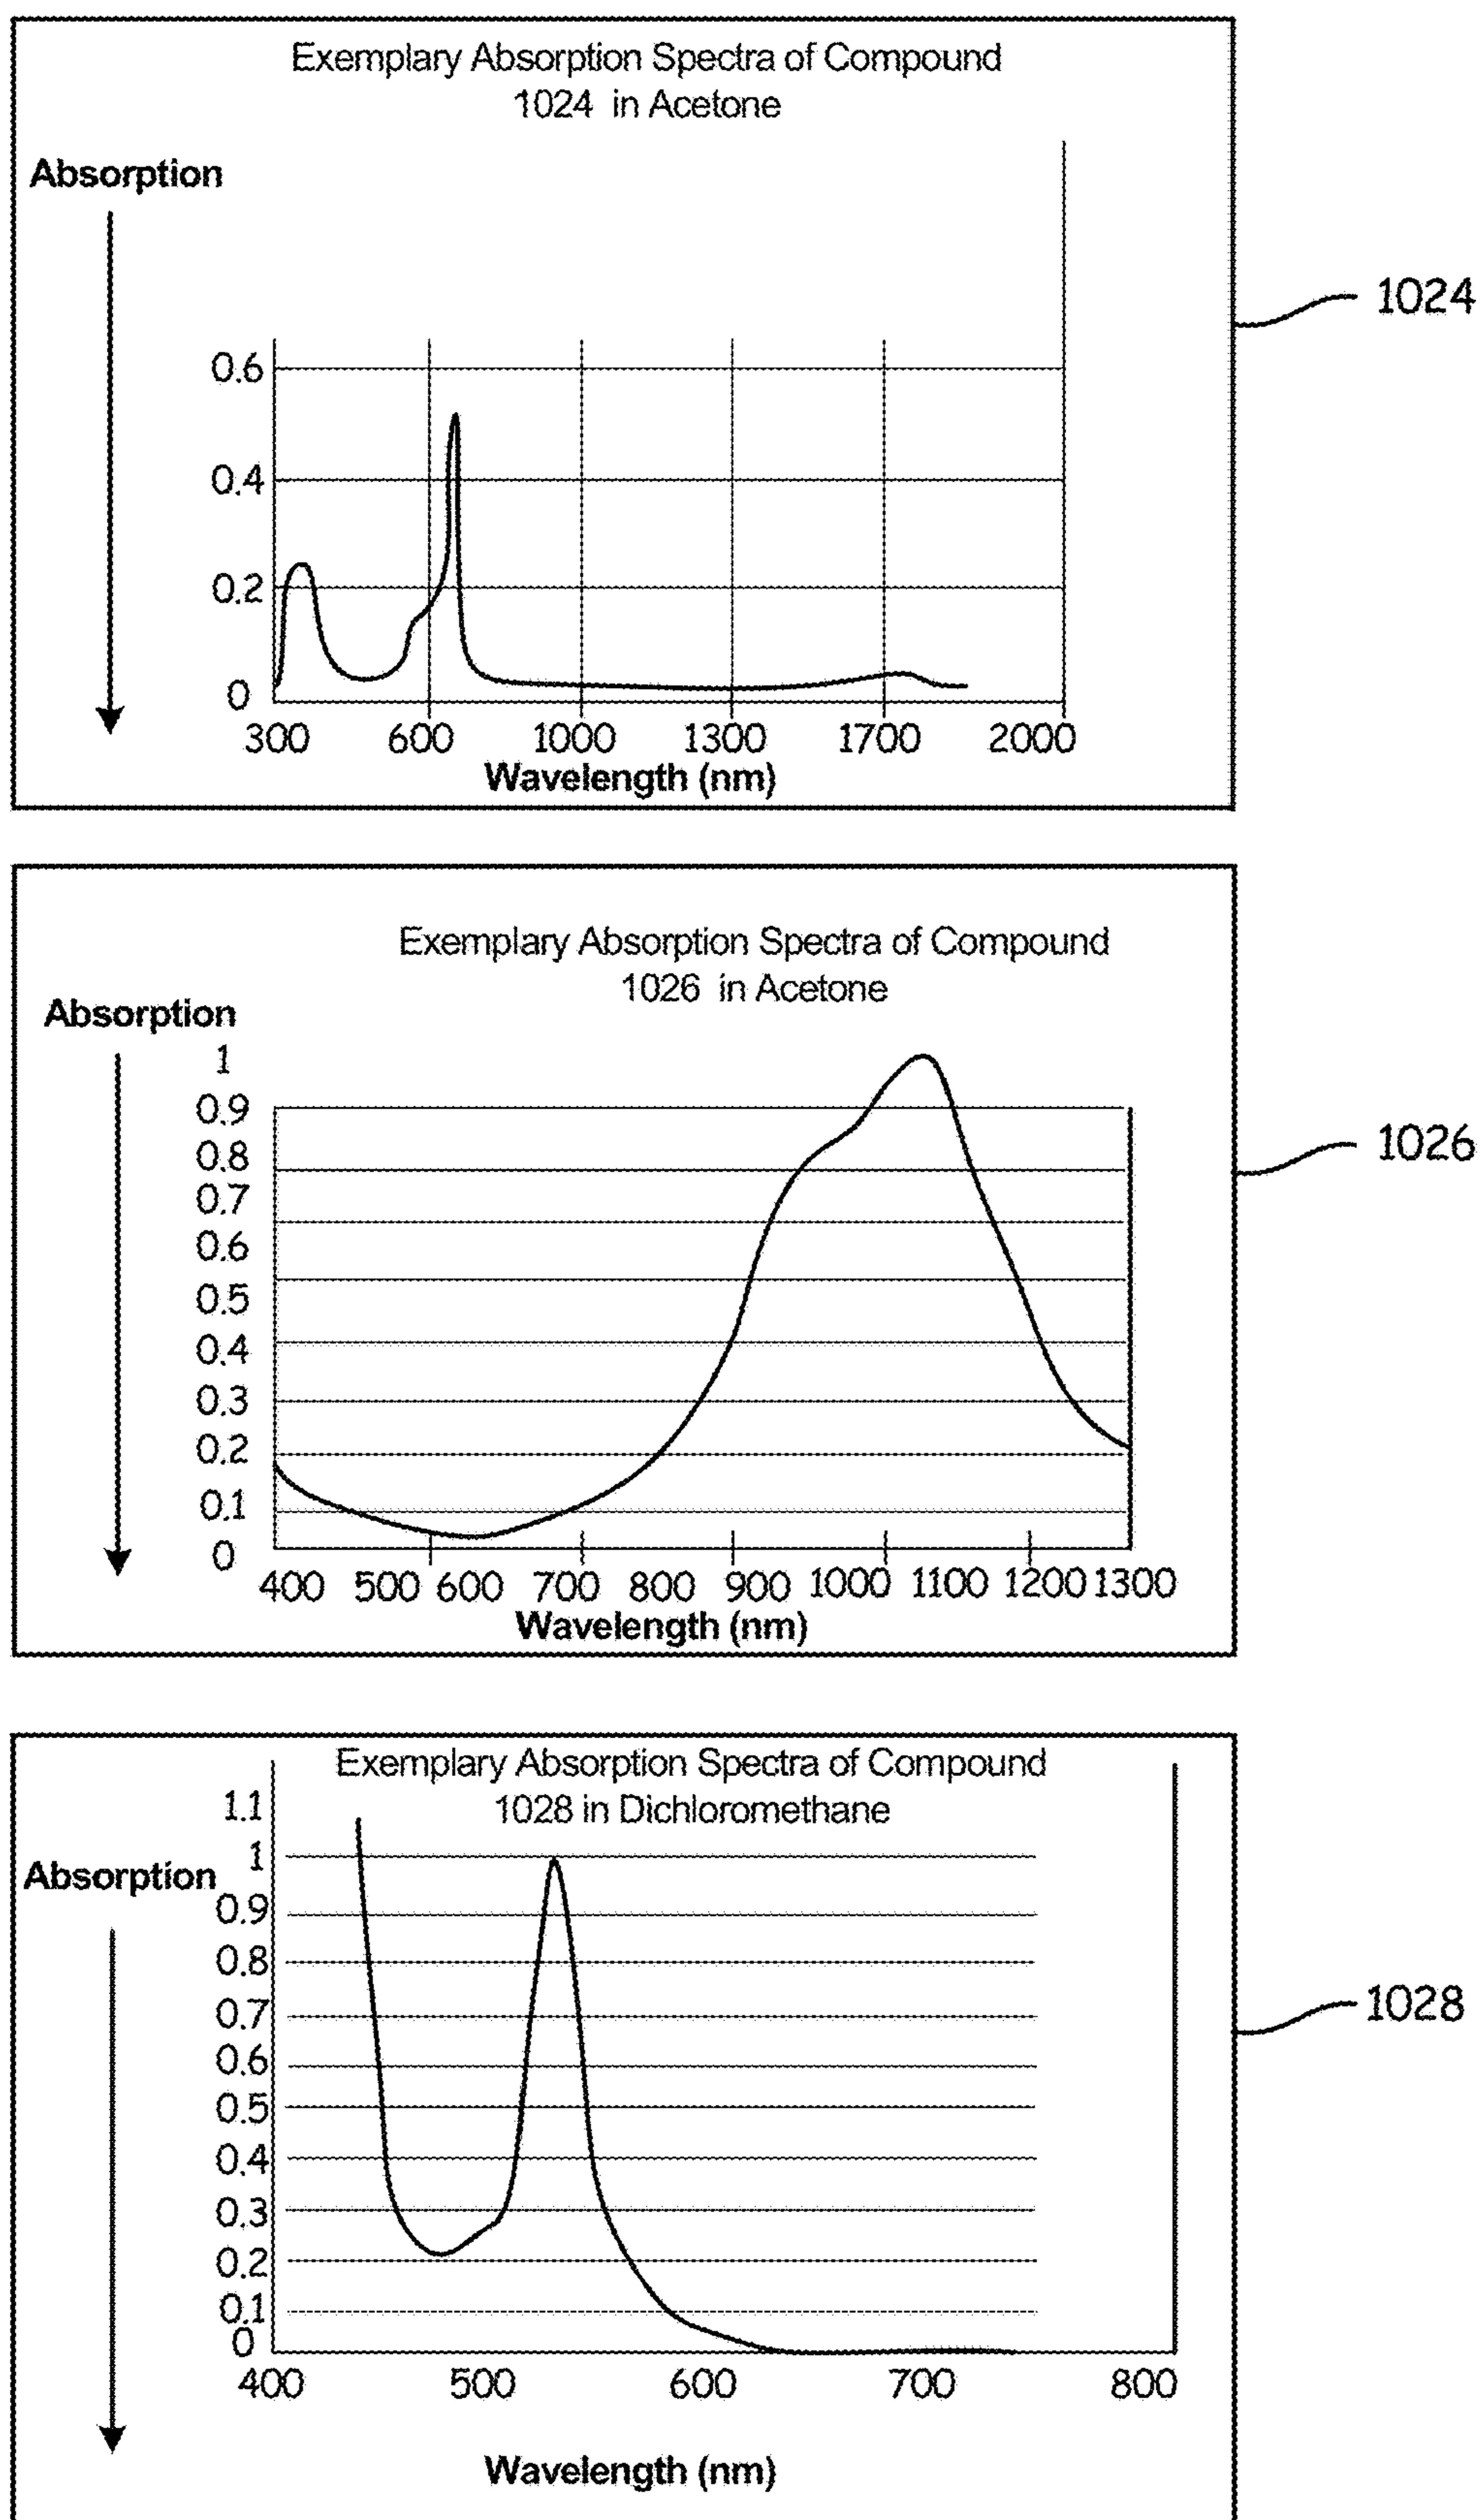 Exemplary Absorption Spectra of Compound
1024 in Acetone
Absorption
1024
0.6
0.4
0.2
0
300 600 1000 1300 1700 2000
Wavelength (nm)
Exemplary Absorption Spectra of Compound
1026 in Acetone
Absorption
1
0.9
1026
0.8
0.7
0.6
0.5
0.4
0.3
0.2
0.1
0
400 500 600 700 800 900 1000 1100 1200 1300
Wavelength (nm)
Exemplary Absorption Spectra of Compound
1028 in Dichloromethane
1.1
1
Absorption
0.9
0.8
1028
0.7
0.6
0.5
0.4
0.3
0.2
0.1
0
400 500 600 700 800
Wavelength (nm)